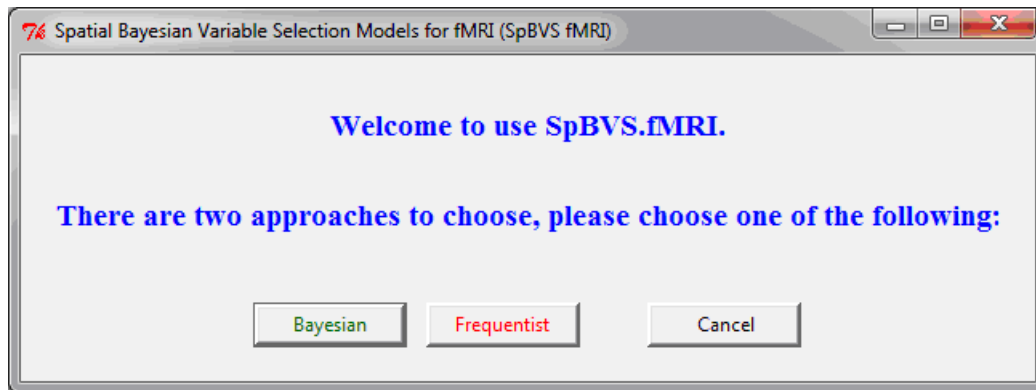 Spatial Bayesian Variable Selection Models for fMRI (SpBVS fMRI)
Welcome to use SpBVS.fMRI.
There are two approaches to choose, please choose one of the following:
Bayesian Frequentist Cancel